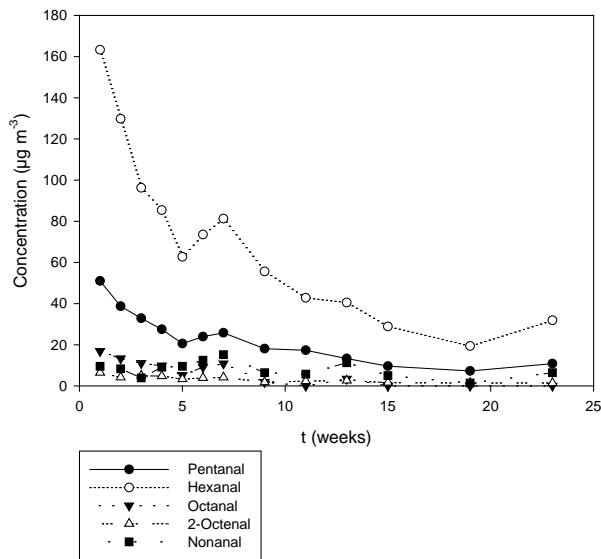 180
160
140
120
100
80
60
40
20
0
Concentration (µg m-3)
0 5 10 15 20 25
t (weeks)
Pentanal
Hexanal
Octanal
2-Octenal
Nonanal